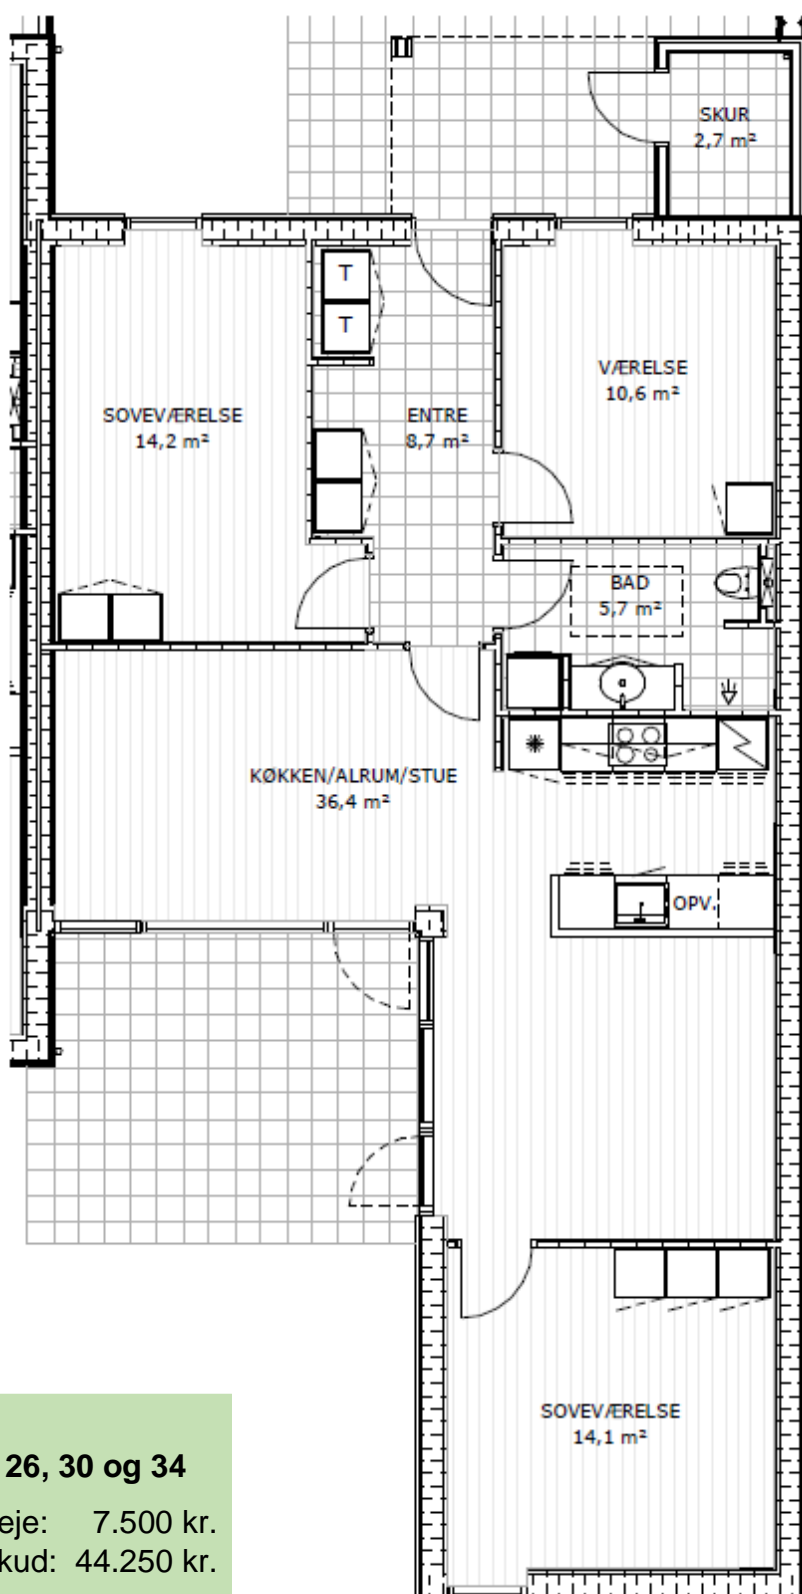 SKUR
2,7 m²
T
T
VÆRELSE
10,6 m²
SOVEVÆRELSE
14,2 m²
ENTRE
8,7 m²
BAD
5,7 m²
KØKKEN/ALRUM/STUE
36,4 m²
OPV.
SOVEVÆRELSE
14,1 m²
26, 30 og 34
eje: 7.500 kr.
kud: 44.250 kr.